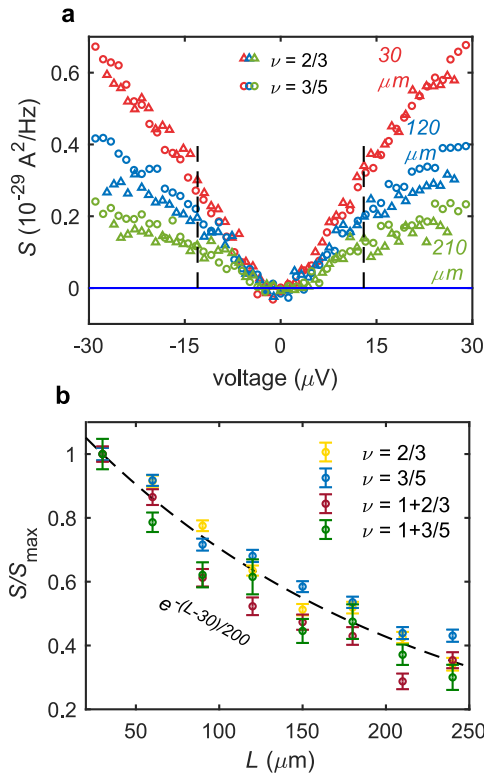 a
0.6
0.4
0.2
0
S (10⁻²⁹ A²/Hz)
ν = 2/3
ν = 3/5
30 μm
120 μm
210 μm
-30 -15 0 15 30
voltage (μV)
b
1
0.8
0.6
0.4
0.2
S/Smax
ν = 2/3
ν = 3/5
ν = 1+2/3
ν = 1+3/5
e-(L-30)/200
50 100 150 200 250
L (μm)